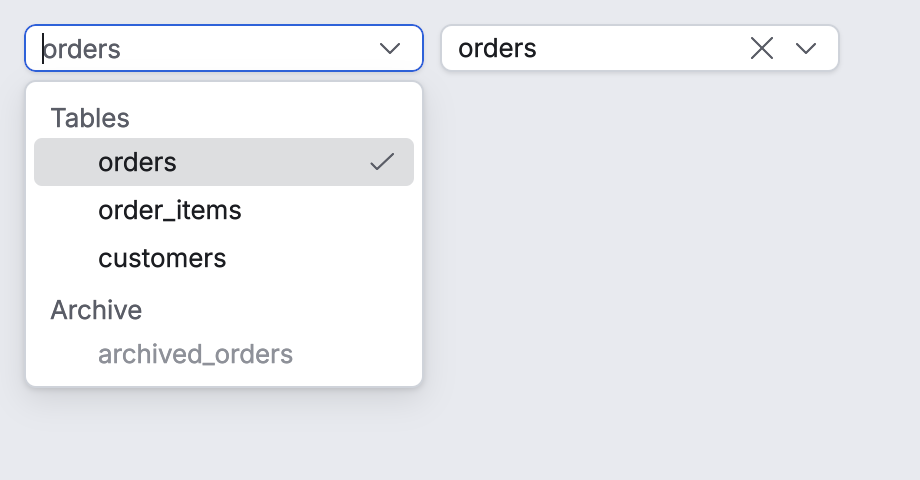 orders
orders
Tables
orders
order_items
customers
Archive
archived_orders